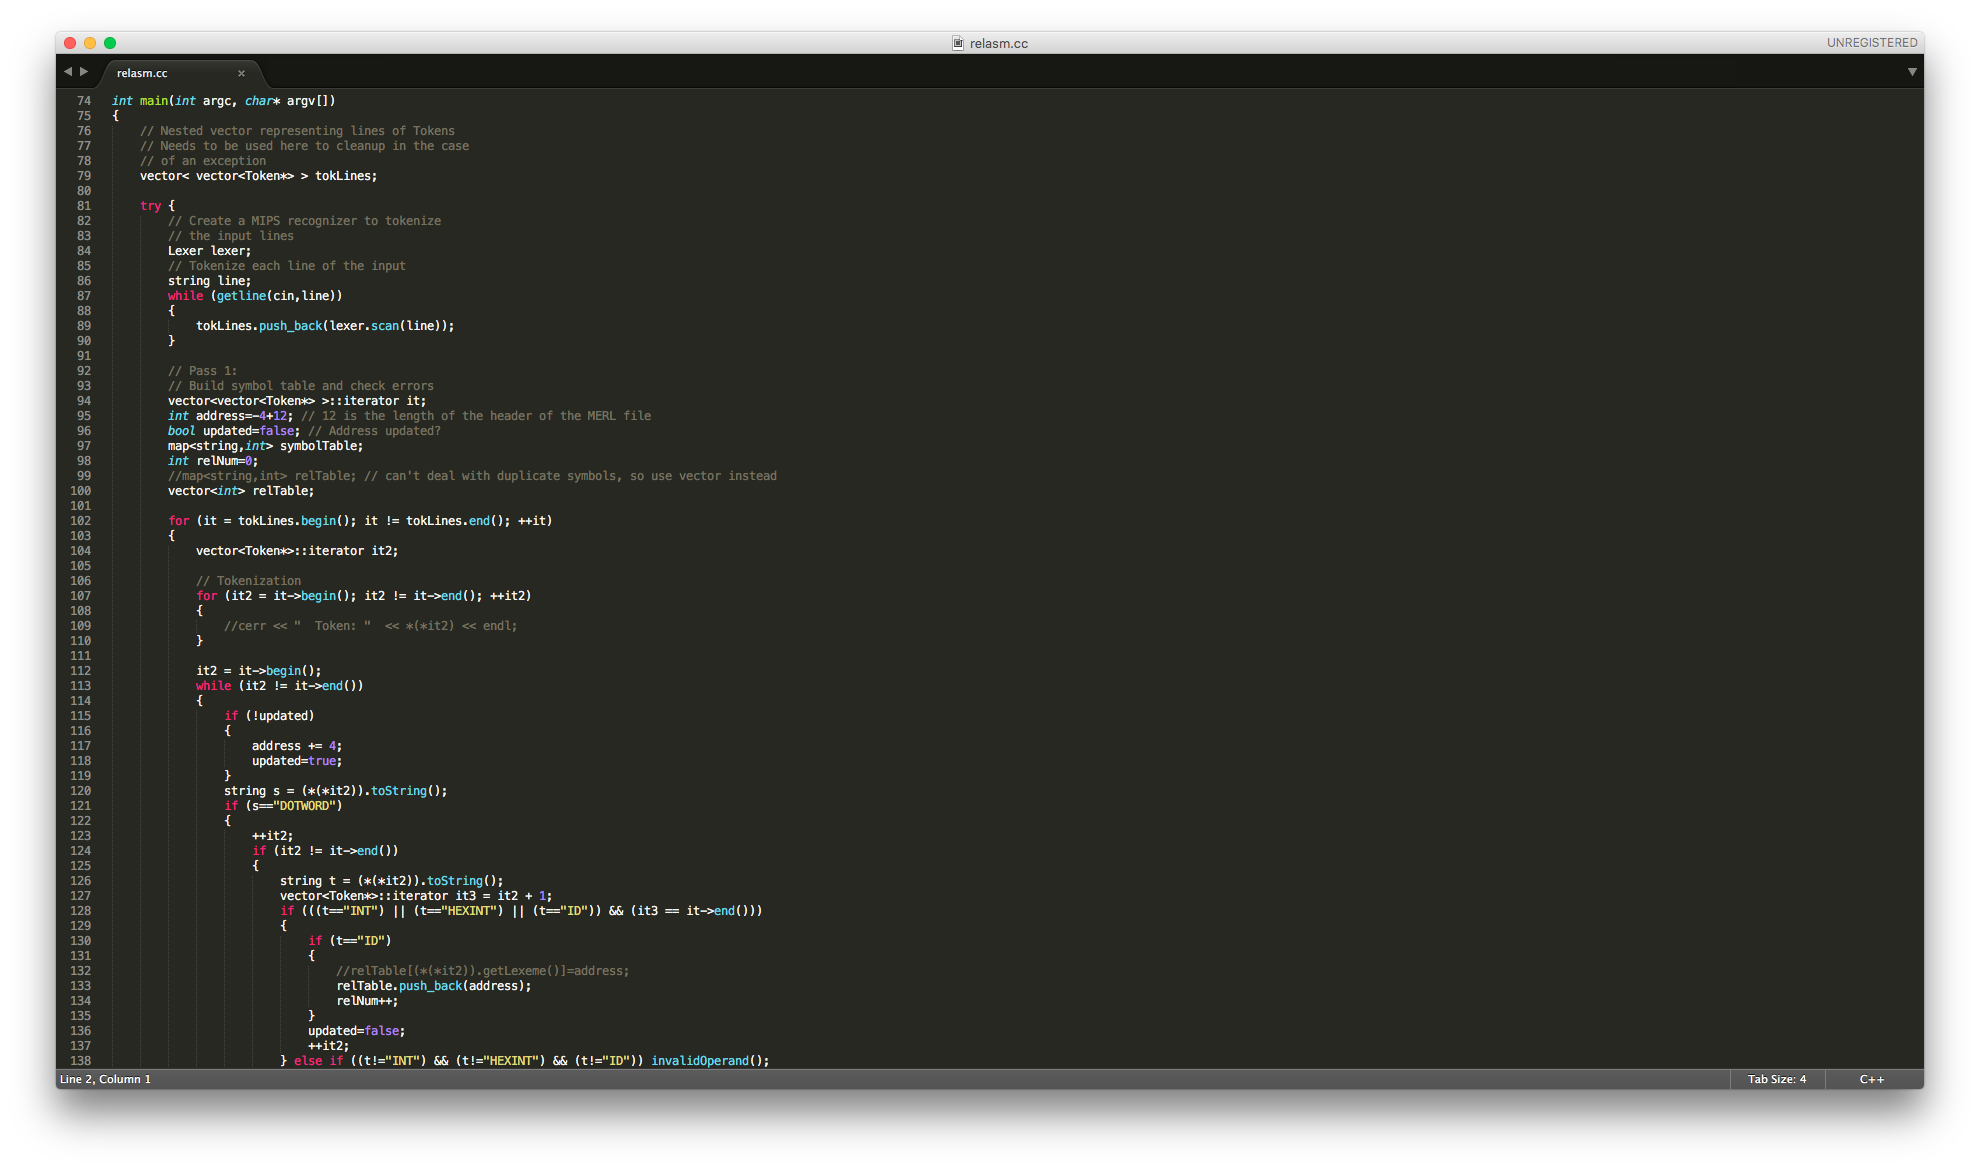 relasm.cc
UNREGISTERED
relasm.cc ×
74 int main(int argc, char* argv[])
75 {
76     // Nested vector representing lines of Tokens
77     // Needs to be used here to cleanup in the case
78     // of an exception
79     vector< vector<Token*> > tokLines;
80
81     try {
82         // Create a MIPS recognizer to tokenize
83         // the input lines
84         Lexer lexer;
85         // Tokenize each line of the input
86         string line;
87         while (getline(cin,line))
88         {
89             tokLines.push_back(lexer.scan(line));
90         }
91
92         // Pass 1:
93         // Build symbol table and check errors
94         vector<vector<Token*> >::iterator it;
95         int address=-4+12; // 12 is the length of the header of the MERL file
96         bool updated=false; // Address updated?
97         map<string,int> symbolTable;
98         int relNum=0;
99         //map<string,int> relTable; // can't deal with duplicate symbols, so use vector instead
100         vector<int> relTable;
101
102         for (it = tokLines.begin(); it != tokLines.end(); ++it)
103         {
104             vector<Token*>::iterator it2;
105
106             // Tokenization
107             for (it2 = it->begin(); it2 != it->end(); ++it2)
108             {
109                 //cerr << "  Token: "  << *(*it2) << endl;
110             }
111
112             it2 = it->begin();
113             while (it2 != it->end())
114             {
115                 if (!updated)
116                 {
117                     address += 4;
118                     updated=true;
119                 }
120                 string s = (*(*it2)).toString();
121                 if (s=="DOTWORD")
122                 {
123                     ++it2;
124                     if (it2 != it->end())
125                     {
126                         string t = (*(*it2)).toString();
127                         vector<Token*>::iterator it3 = it2 + 1;
128                         if (((t=="INT") || (t=="HEXINT") || (t=="ID")) && (it3 == it->end()))
129                         {
130                             if (t=="ID")
131                             {
132                                 //relTable[(*(*it2)).getLexeme()]=address;
133                                 relTable.push_back(address);
134                                 relNum++;
135                             }
136                             updated=false;
137                             ++it2;
138                         } else if ((t!="INT") && (t!="HEXINT") && (t!="ID")) invalidOperand();
Line 2, Column 1
Tab Size: 4
C++